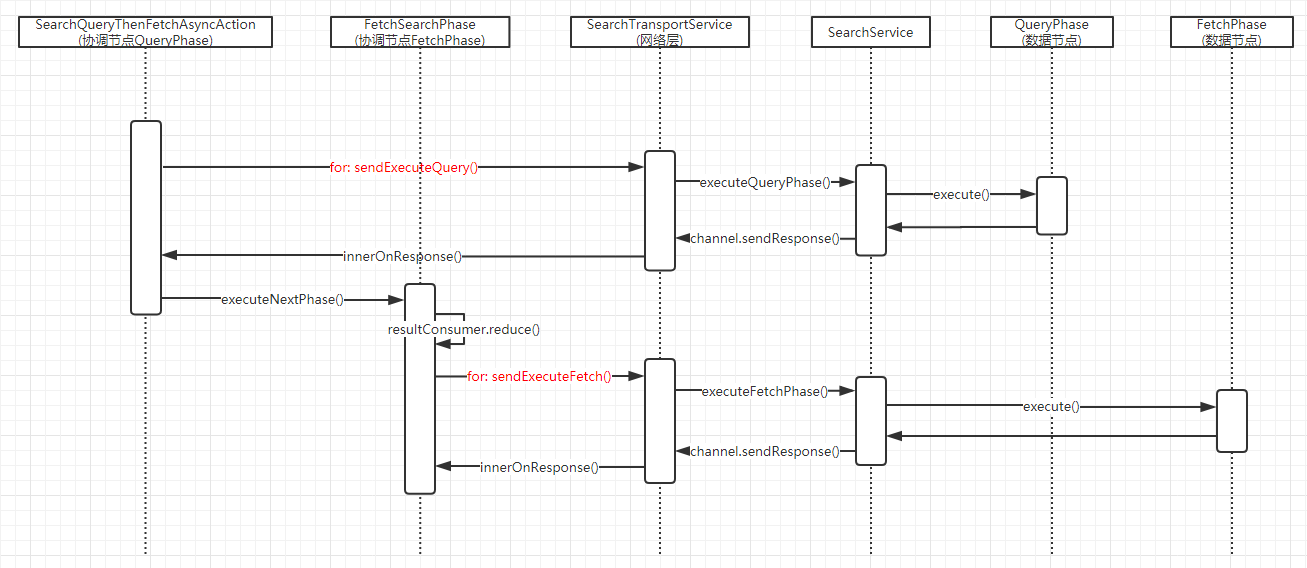 SearchQueryThenFetchAsyncAction
(协调节点QueryPhase)
FetchSearchPhase
(协调节点FetchPhase)
SearchTransportService
(网络层)
SearchService
QueryPhase
(数据节点)
FetchPhase
(数据节点)
for: sendExecuteQuery()
executeQueryPhase()
execute()
channel.sendResponse()
innerOnResponse()
executeNextPhase()
resultConsumer.reduce()
for: sendExecuteFetch()
executeFetchPhase()
execute()
channel.sendResponse()
innerOnResponse()